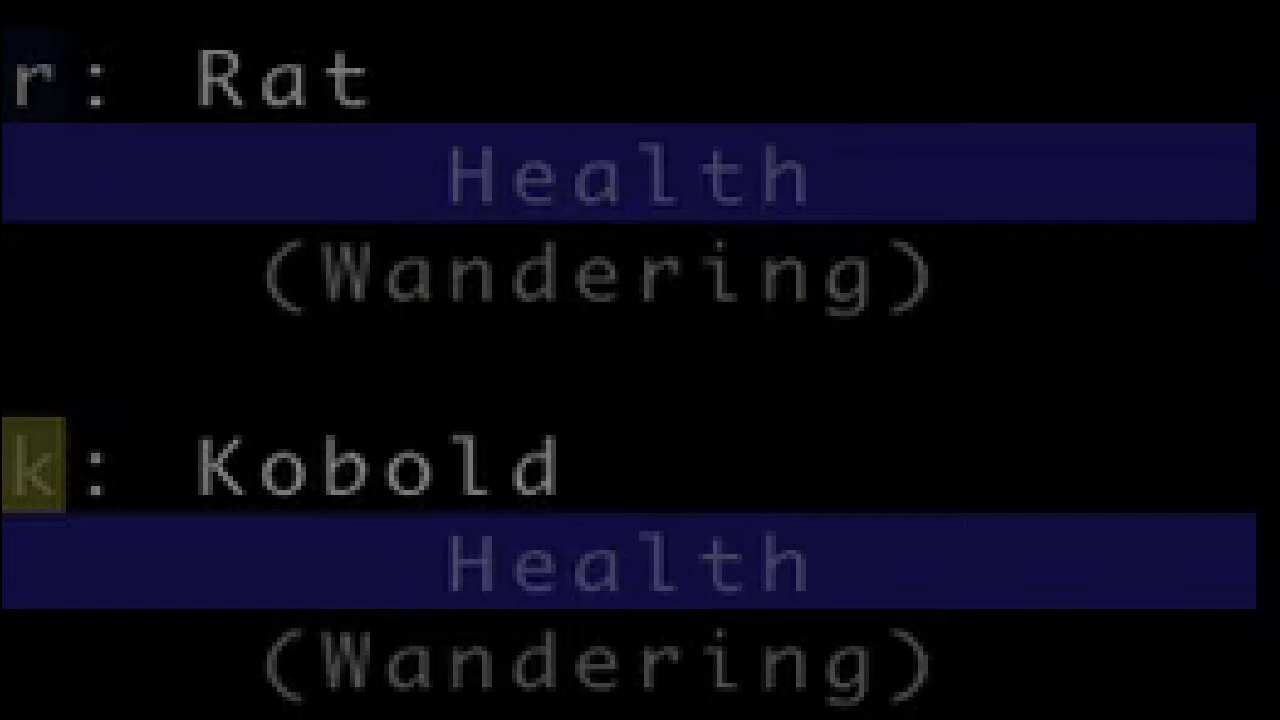 r: Rat
Health
(Wandering)
k: Kobold
Health
(Wandering)